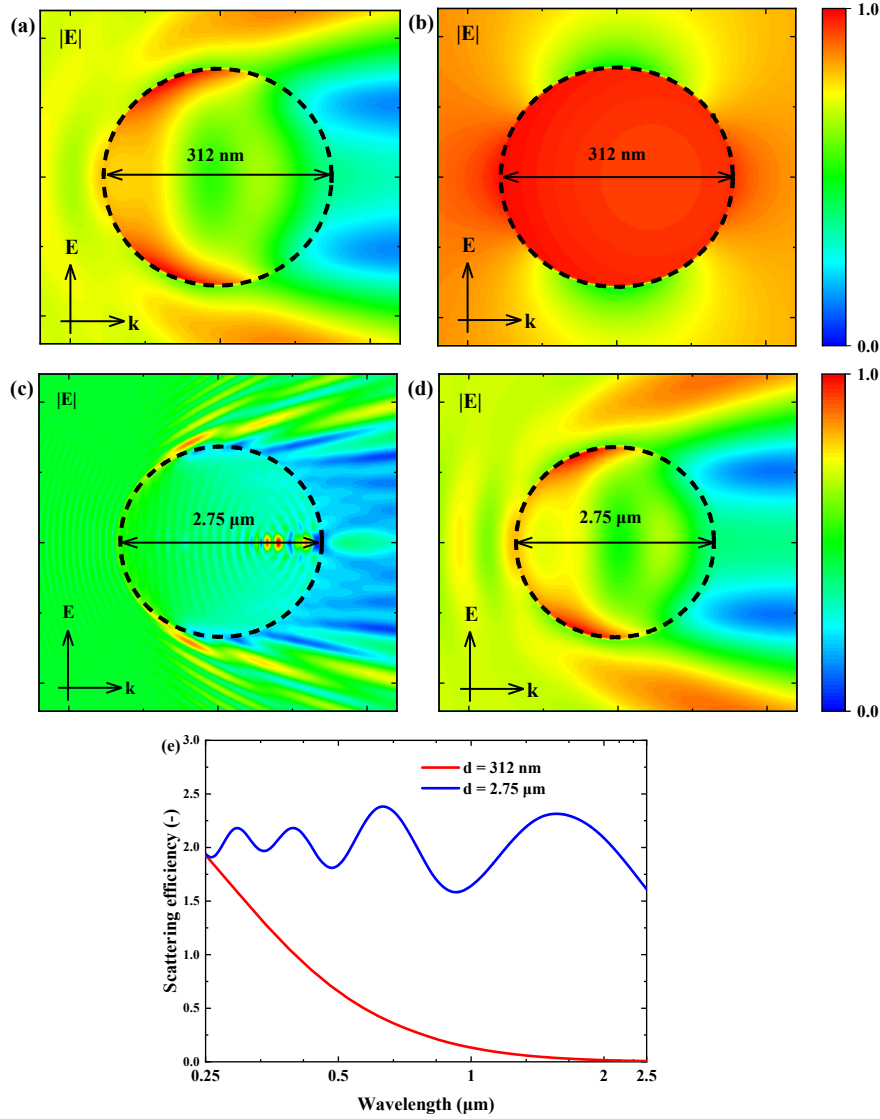 (a)
|E|
312 nm
E
k
(b)
|E|
312 nm
E
k
1.0
0.0
(c)
|E|
2.75 μm
E
k
(d)
|E|
2.75 μm
E
k
1.0
0.0
(e)
3.0
2.5
2.0
1.5
1.0
0.5
0.0
Scattering efficiency (-)
d = 312 nm
d = 2.75 μm
0.25 0.5 1 2 2.5
Wavelength (μm)